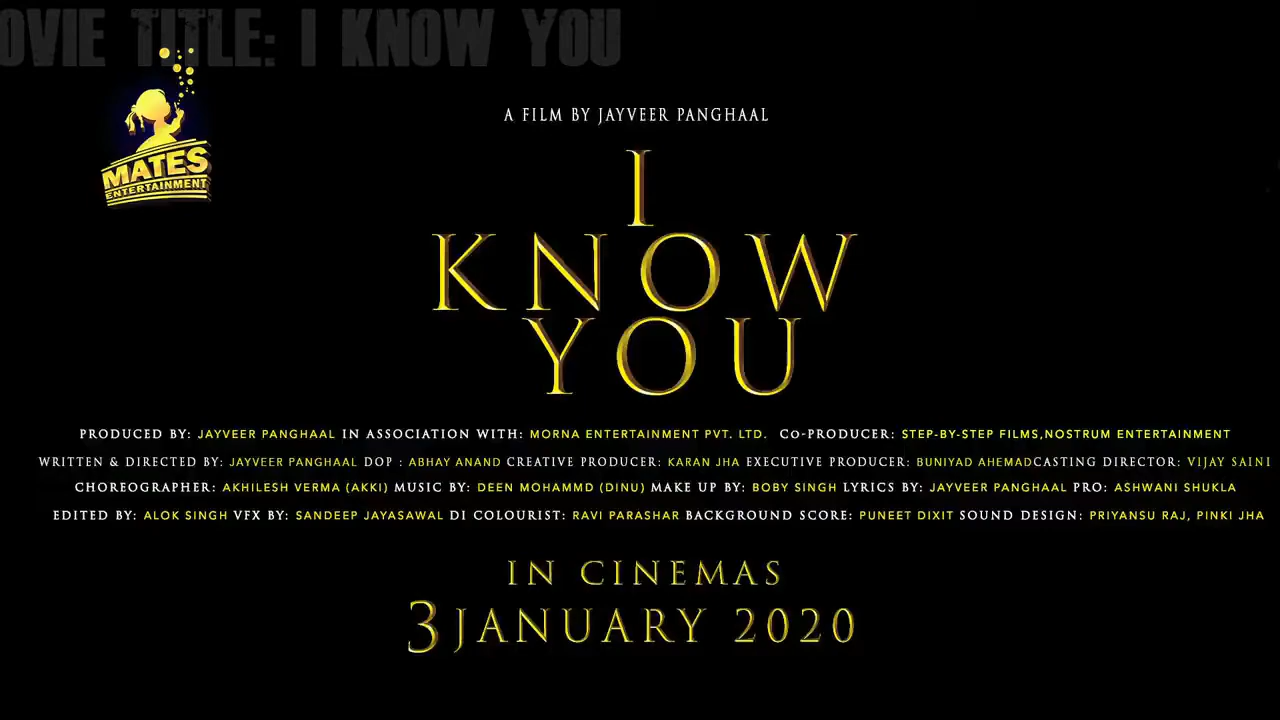 OVIE TITLE: I KNOW YOU
MATES
ENTERTAINMENT
A FILM BY JAYVEER PANGHAAL
I
KNOW
YOU
PRODUCED BY: JAYVEER PANGHAAL IN ASSOCIATION WITH: MORNA ENTERTAINMENT PVT. LTD. CO-PRODUCER: STEP-BY-STEP FILMS,NOSTRUM ENTERTAINMENT
WRITTEN & DIRECTED BY: JAYVEER PANGHAAL DOP : ABHAY ANAND CREATIVE PRODUCER: KARAN JHA EXECUTIVE PRODUCER: BUNIYAD AHEMADCASTING DIRECTOR: VIJAY SAINI
CHOREOGRAPHER: AKHILESH VERMA (AKKI) MUSIC BY: DEEN MOHAMMD (DINU) MAKE UP BY: BOBY SINGH LYRICS BY: JAYVEER PANGHAAL PRO: ASHWANI SHUKLA
EDITED BY: ALOK SINGH VFX BY: SANDEEP JAYASAWAL DI COLOURIST: RAVI PARASHAR BACKGROUND SCORE: PUNEET DIXIT SOUND DESIGN: PRIYANSU RAJ, PINKI JHA
IN CINEMAS
3 JANUARY 2020